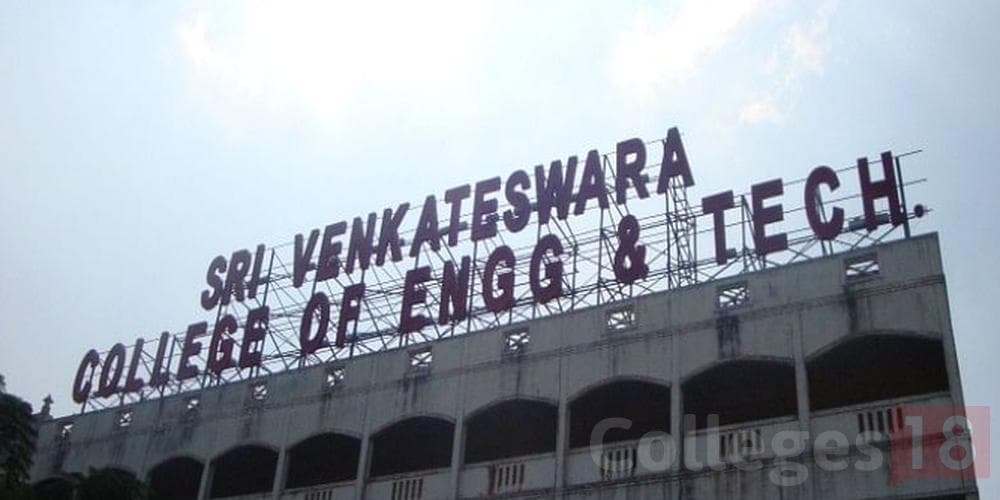 SRI VENKATESWARA
COLLEGE OF ENGG & TECH.
Colleges18